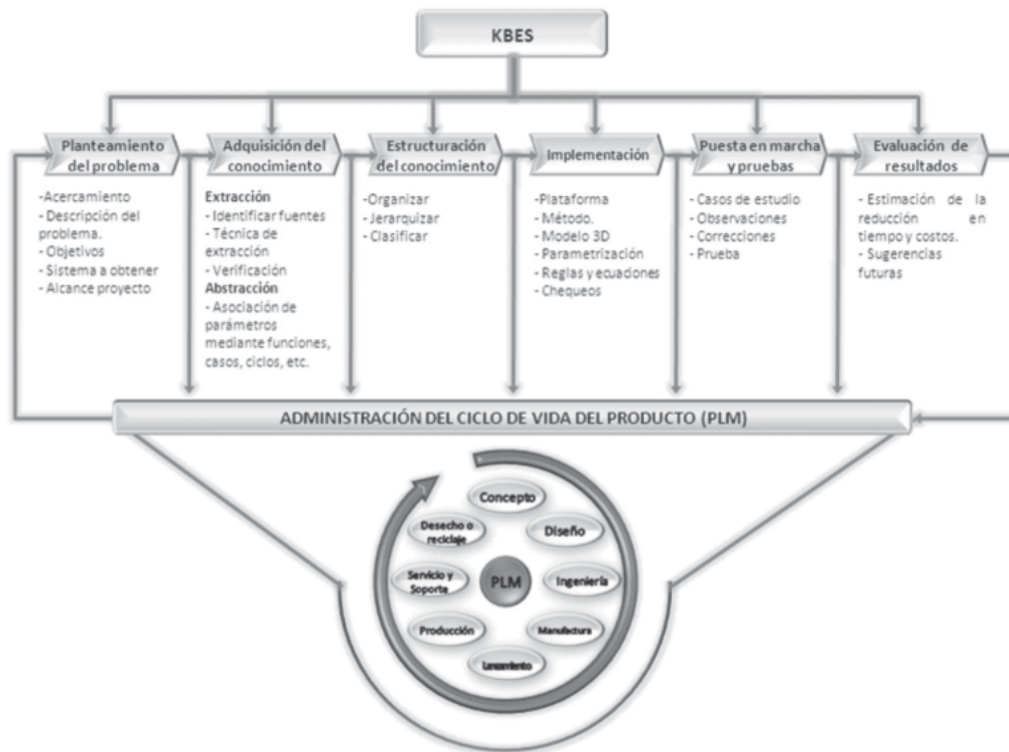 KBES
Planteamiento
del problema
-Acercamiento
- Descripción del
problema.
- Objetivos
- Sistema a obtener
- Alcance proyecto
Adquisición del
conocimiento
Extracción
- Identificar fuentes
- Técnica de
extracción
- Verificación
Abstracción
- Asociación de
parámetros
mediante funciones,
casos, ciclos, etc.
Estructuración
del conocimiento
-Organizar
- Jerarquizar
- Clasificar
Implementación
-Plataforma
- Método.
- Modelo 3D
- Parametrización
- Reglas y ecuaciones
- Chequeos
Puesta en marcha
y pruebas
- Casos de estudio
- Observaciones
- Correcciones
- Prueba
Evaluación de
resultados
- Estimación de la
reducción en
tiempo y costos.
- Sugerencias
futuras
ADMINISTRACIÓN DEL CICLO DE VIDA DEL PRODUCTO (PLM)
Concepto
Diseño
Ingeniería
Manufactura
Lanzamiento
Producción
Servicio y
Soporte
Desecho o
reciclaje
PLM